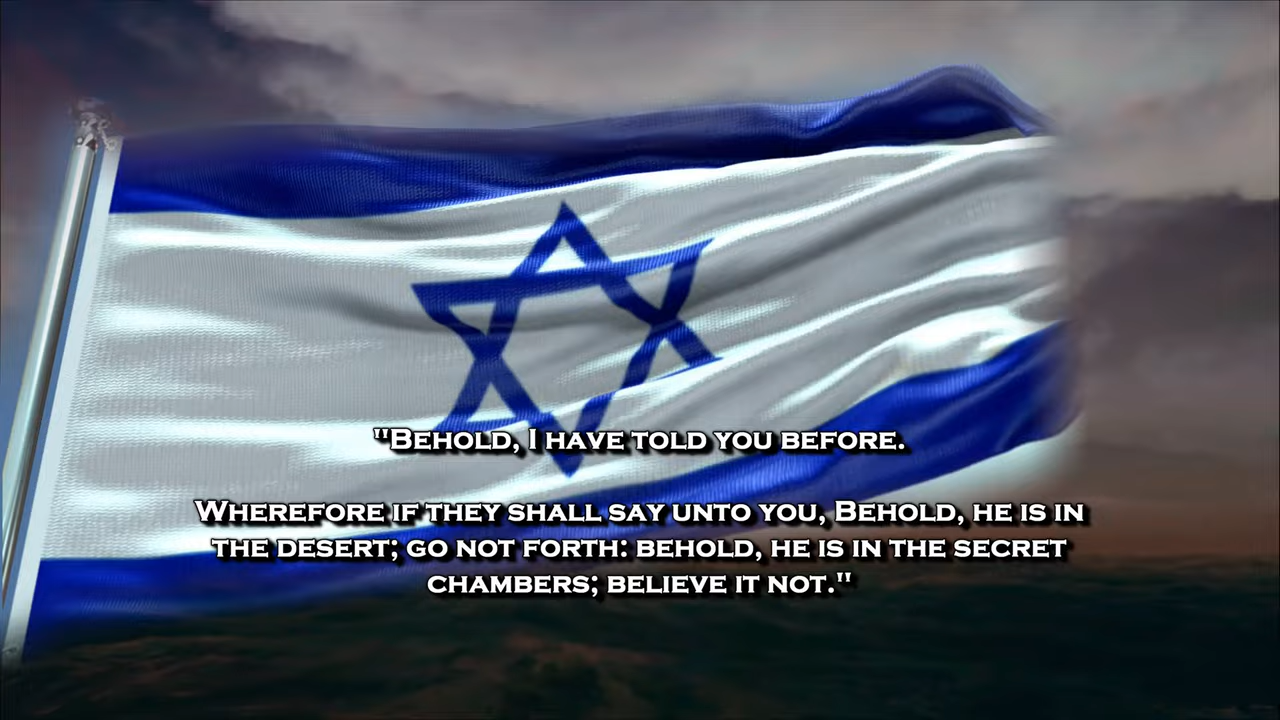 "Behold, I have told you before.
Wherefore if they shall say unto you, Behold, he is in
the desert; go not forth: behold, he is in the secret
chambers; believe it not."